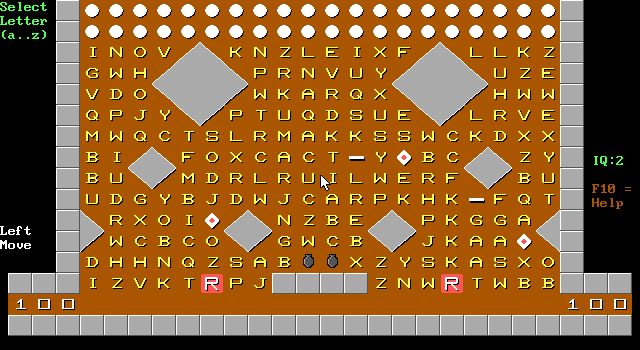 Select
Letter
(a..z)
I N O V K N Z L E I X F L L K Z
G W H P R N V U Y U Z E
V D O W K A R Q X H W W
Q P J Y P T U Q D S U E L R V E
M W Q C T S L R M A K K S S W C K D X X
B I F O X C A C T Y B C Z Y
B U M D R L R U I L W E R F B U
U D G Y B J D W J C A R P K H K F Q T
R X O I N Z B E P K G G A
W C B C O G W C B J K A A
D H H N Q Z S A B X Z Y S K A S X O
I Z V K T R P J Z N W R T W B B
Left
Move
IQ:2
F10 =
Help
100
100